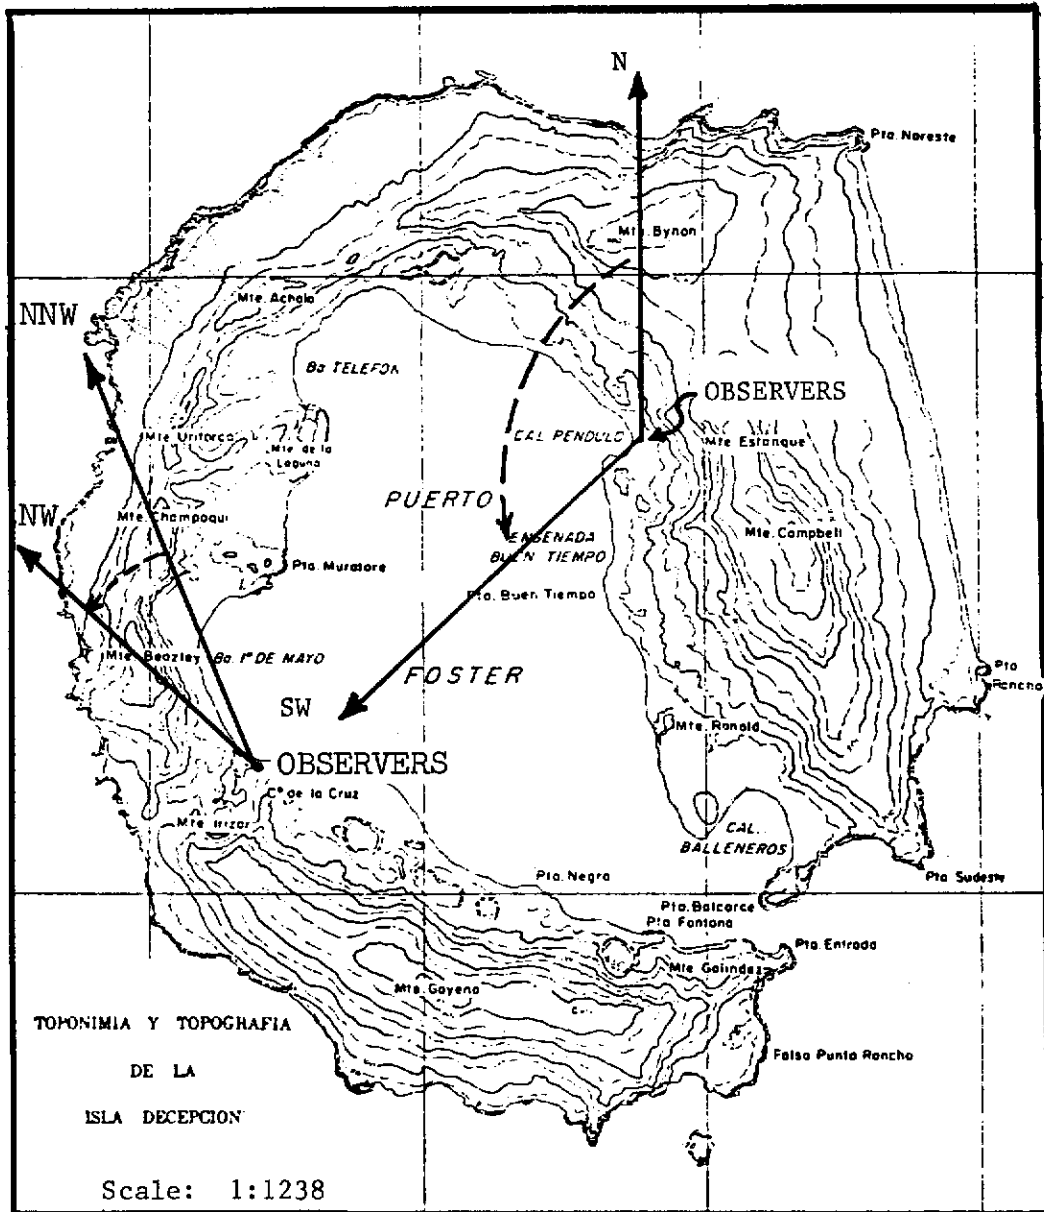 N
Pta. Noreste
Mte. Bynon
Mte. Achala
NNW
Ba TELEFON
OBSERVERS
CAL PENDULO
Mte Estanque
Mte. Uritorco
Mte. de la
Laguna
PUERTO
NW
Mte. Champaqui
Mte. Campbell
ENSENADA
BUEN TIEMPO
Pta. Muratore
Pta. Buen Tiempo
Mte. Beazley
Ba. 1º DE MAYO
FOSTER
Pta
Rancho
SW
Mte. Ronald
OBSERVERS
Cº de la Cruz
Mte Irizar
CAL.
BALLENEROS
Pta. Negra
Pta Sudeste
Pta. Balcarce
Pta Fontana
Pta. Entrada
Mte Galindez
Mte. Goyena
TOPONIMIA Y TOPOGRAFIA
DE LA
ISLA DECEPCION
Falsa Punta Rancho
Scale: 1:1238